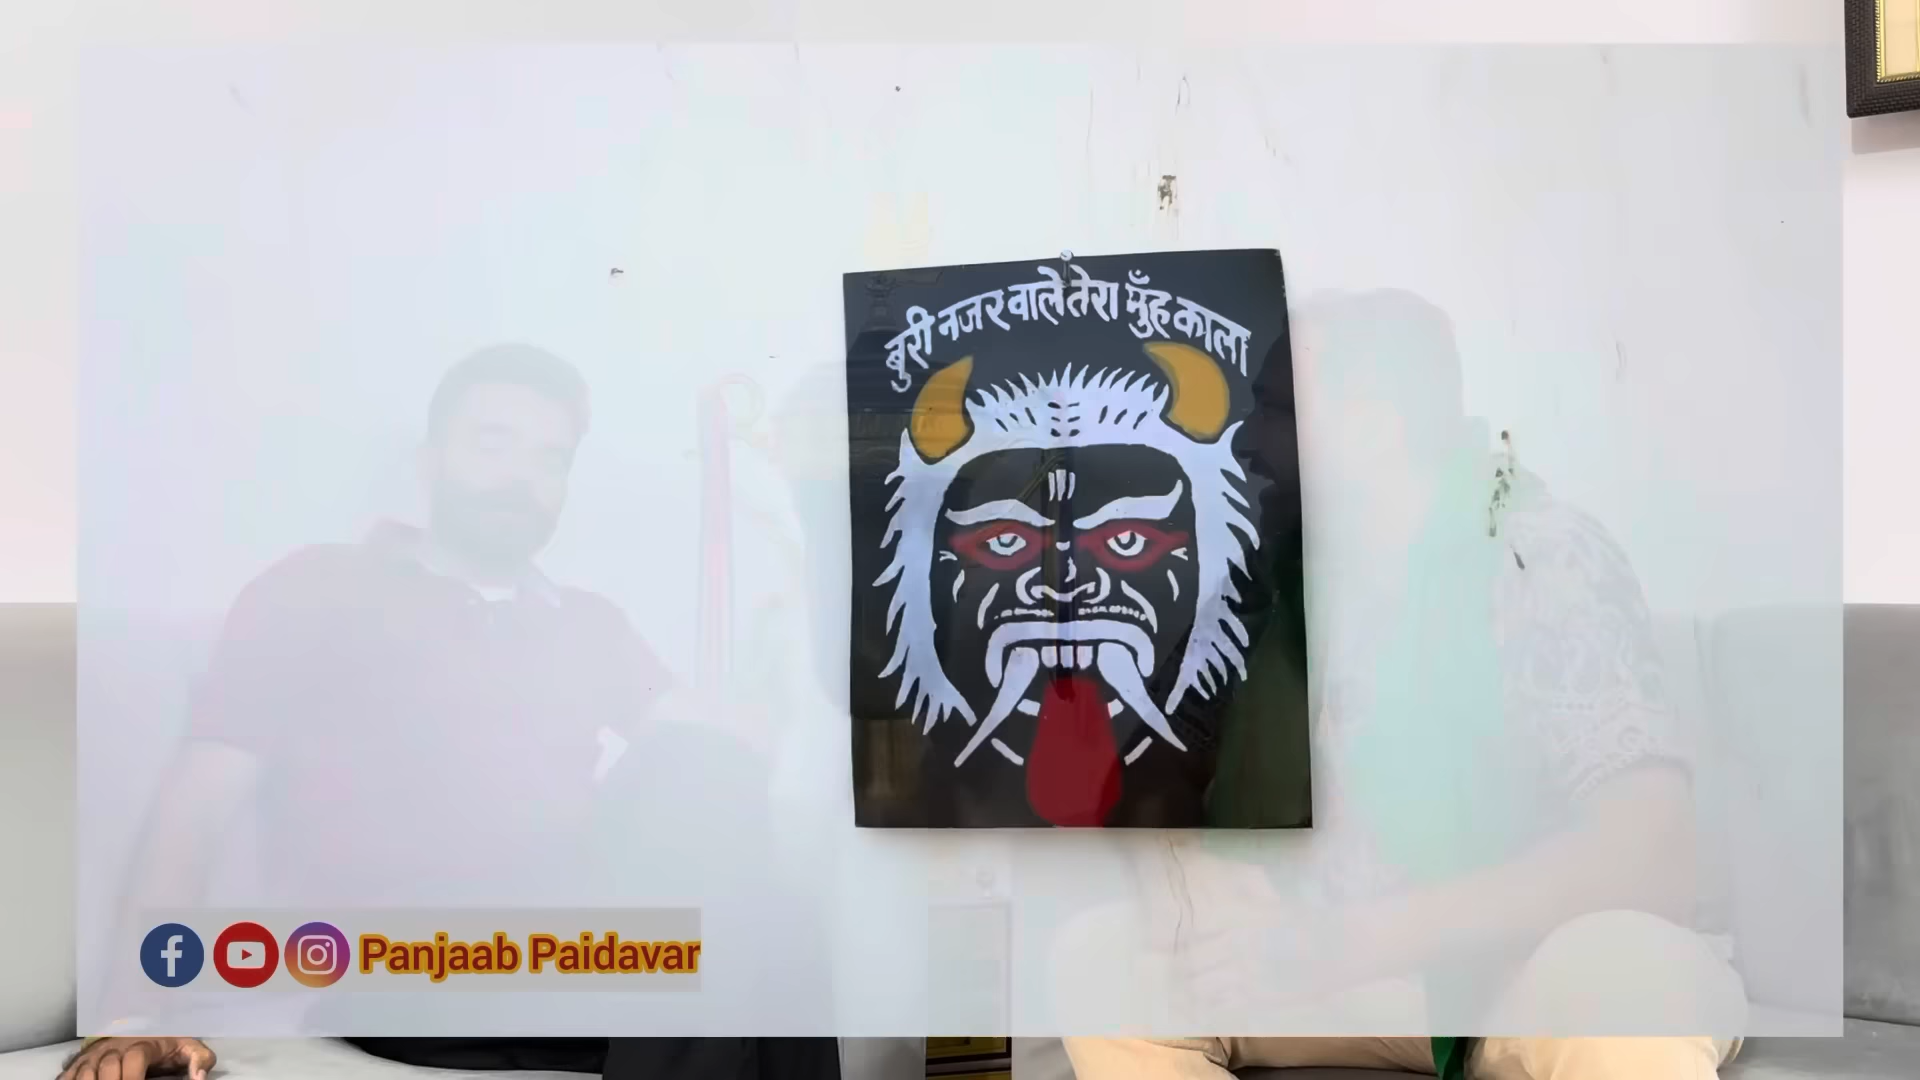 बुरी नजर वाले तेरा मुँह काला
Panjaab Paidavar